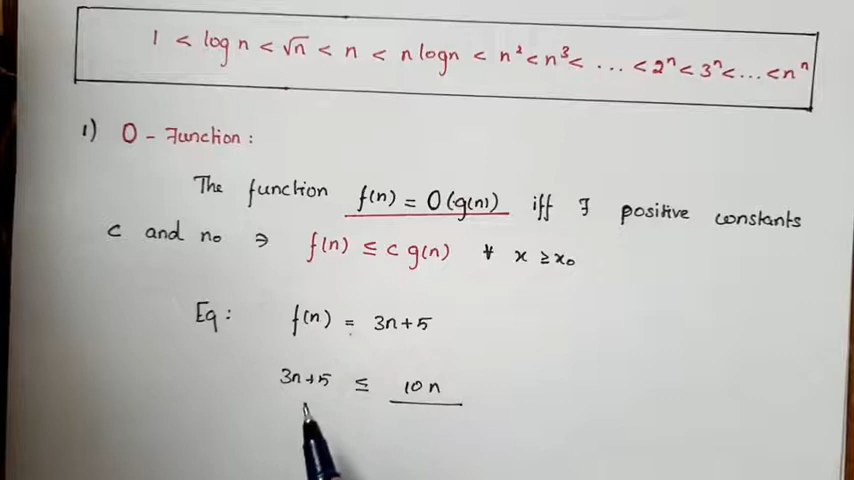 1 < log n < √n < n < n log n < n² < n³ < ... < 2ⁿ < 3ⁿ < ... < nⁿ
1) O - Function :
The function f(n) = O(g(n)) iff ∃ positive constants
c and n₀ ∋ f(n) ≤ c g(n) ∀ x ≥ x₀
Eg : f(n) = 3n+5
3n+5 ≤ 10n